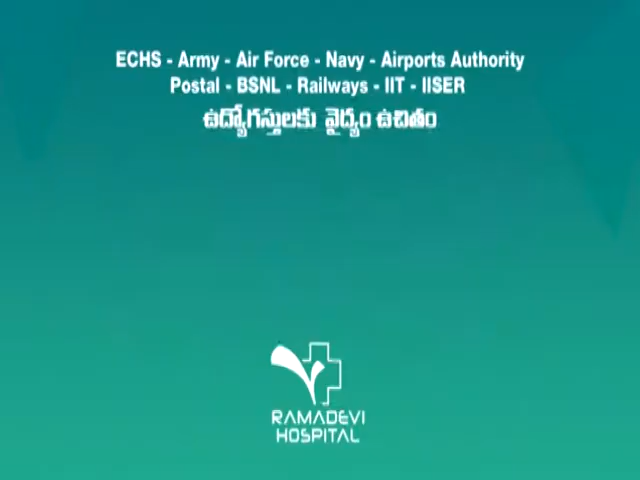 ECHS - Army - Air Force - Navy - Airports Authority
Postal - BSNL - Railways - IIT - IISER
ఉద్యోగస్తులకు వైద్యం ఉచితం
RAMADEVI
HOSPITAL